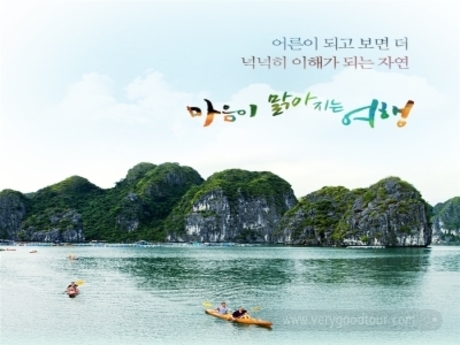 어른이 되고 보면 더
넉넉히 이해가 되는 자연
마음이 맑아지는 여행
www.verygoodtour.com